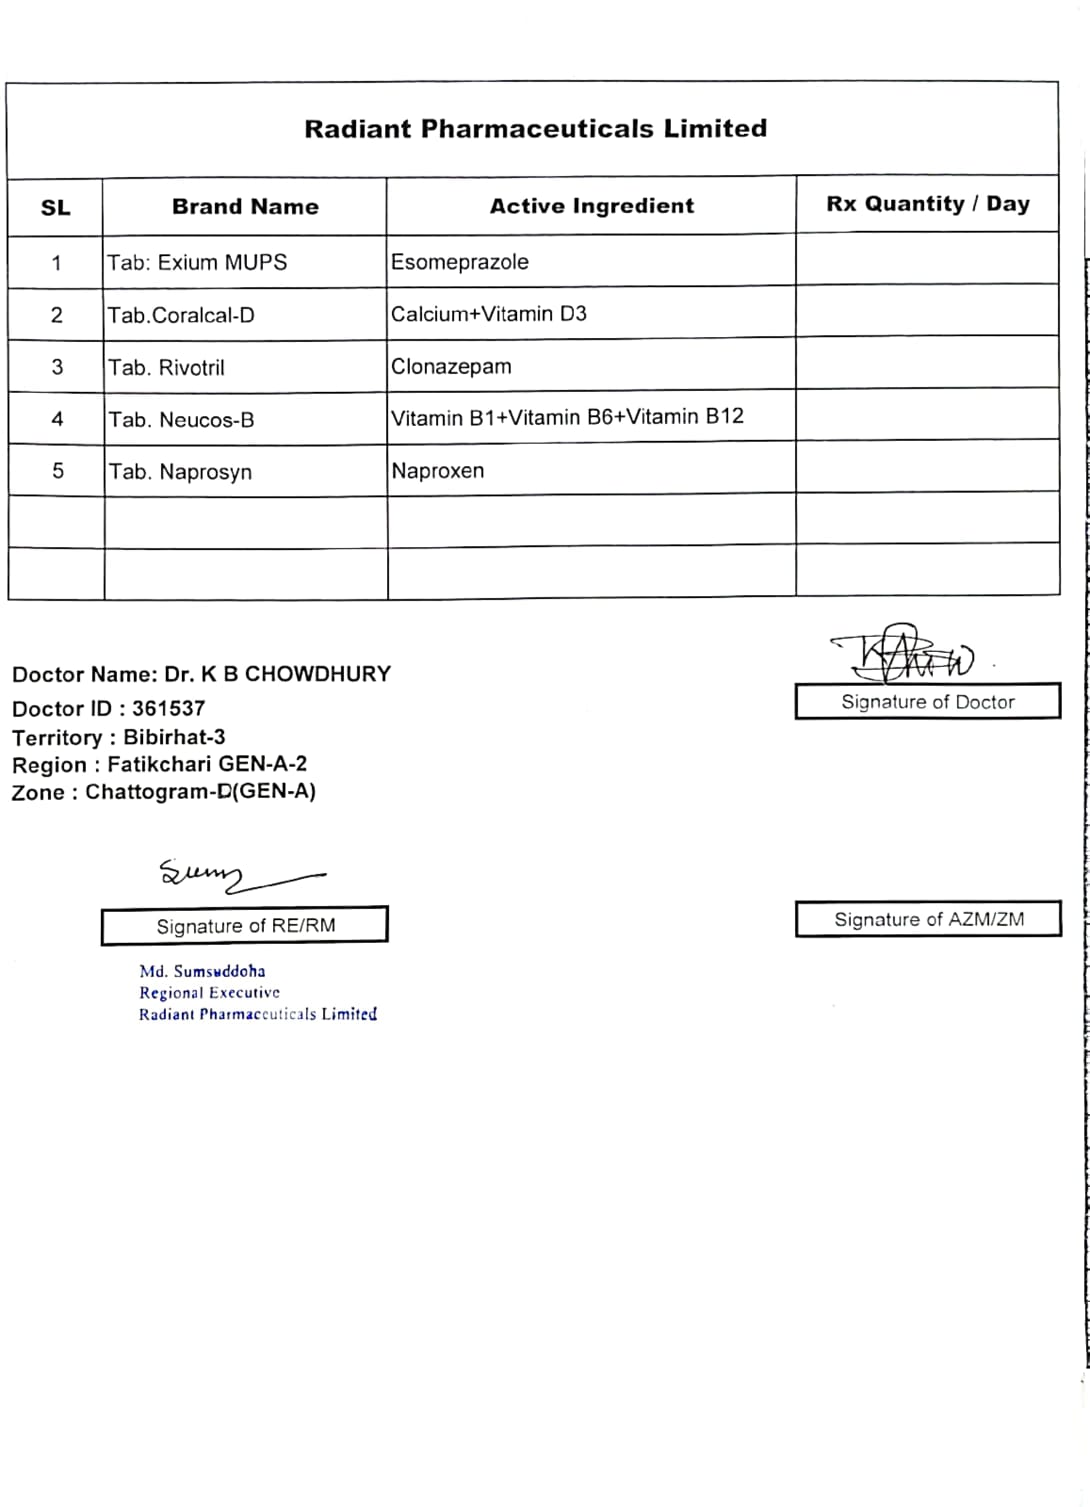 Radiant Pharmaceuticals Limited
SL Brand Name Active Ingredient Rx Quantity / Day
1 Tab: Exium MUPS Esomeprazole
2 Tab.Coralcal-D Calcium+Vitamin D3
3 Tab. Rivotril Clonazepam
4 Tab. Neucos-B Vitamin B1+Vitamin B6+Vitamin B12
5 Tab. Naprosyn Naproxen
Doctor Name: Dr. K B CHOWDHURY
Signature of Doctor
Doctor ID : 361537
Territory : Bibirhat-3
Region : Fatikchari GEN-A-2
Zone : Chattogram-D(GEN-A)
Signature of RE/RM
Signature of AZM/ZM
Md. Sumsuddoha
Regional Executive
Radiant Pharmaceuticals Limited